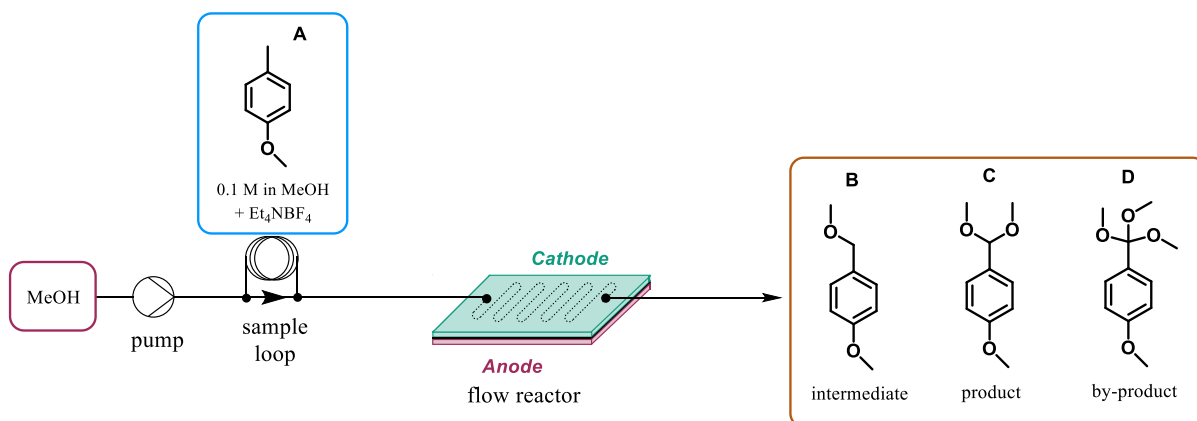 A
O
0.1 M in MeOH
+ Et₄NBF₄
MeOH
pump
sample
loop
Cathode
Anode
flow reactor
B
O
O
intermediate
C
O O
O
product
D
O
O O
O
by-product